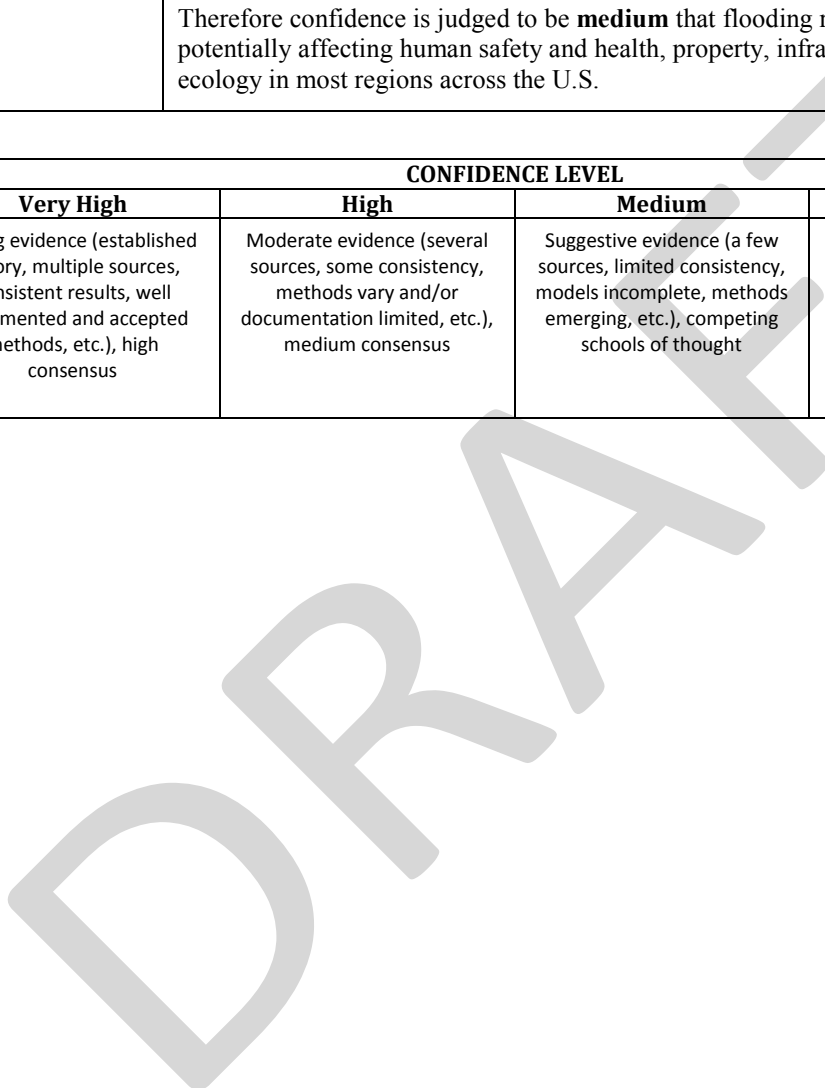 Therefore confidence is judged to be medium that flooding
potentially affecting human safety and health, property, infra
ecology in most regions across the U.S.
CONFIDENCE LEVEL
Very High
High
Medium
g evidence (established
ory, multiple sources,
nsistent results, well
mented and accepted
ethods, etc.), high
consensus
Moderate evidence (several
sources, some consistency,
methods vary and/or
documentation limited, etc.),
medium consensus
Suggestive evidence (a few
sources, limited consistency,
models incomplete, methods
emerging, etc.), competing
schools of thought
DRAF